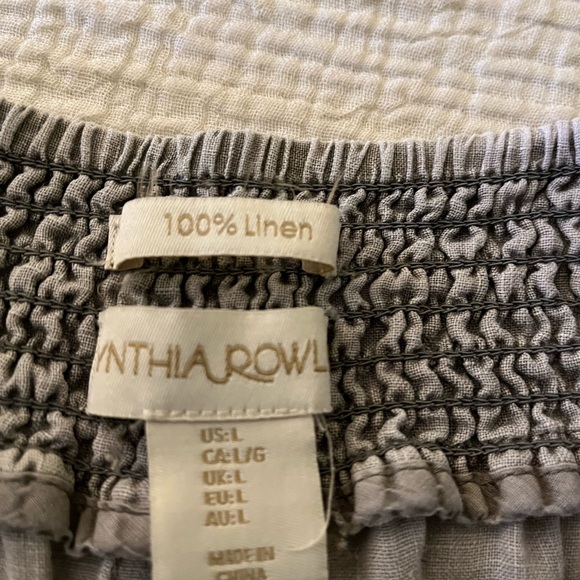 100% Linen
YNTHIA ROWL
US:L
CA:L/G
UK:L
EU:L
AU:L
MADE IN
CHINA